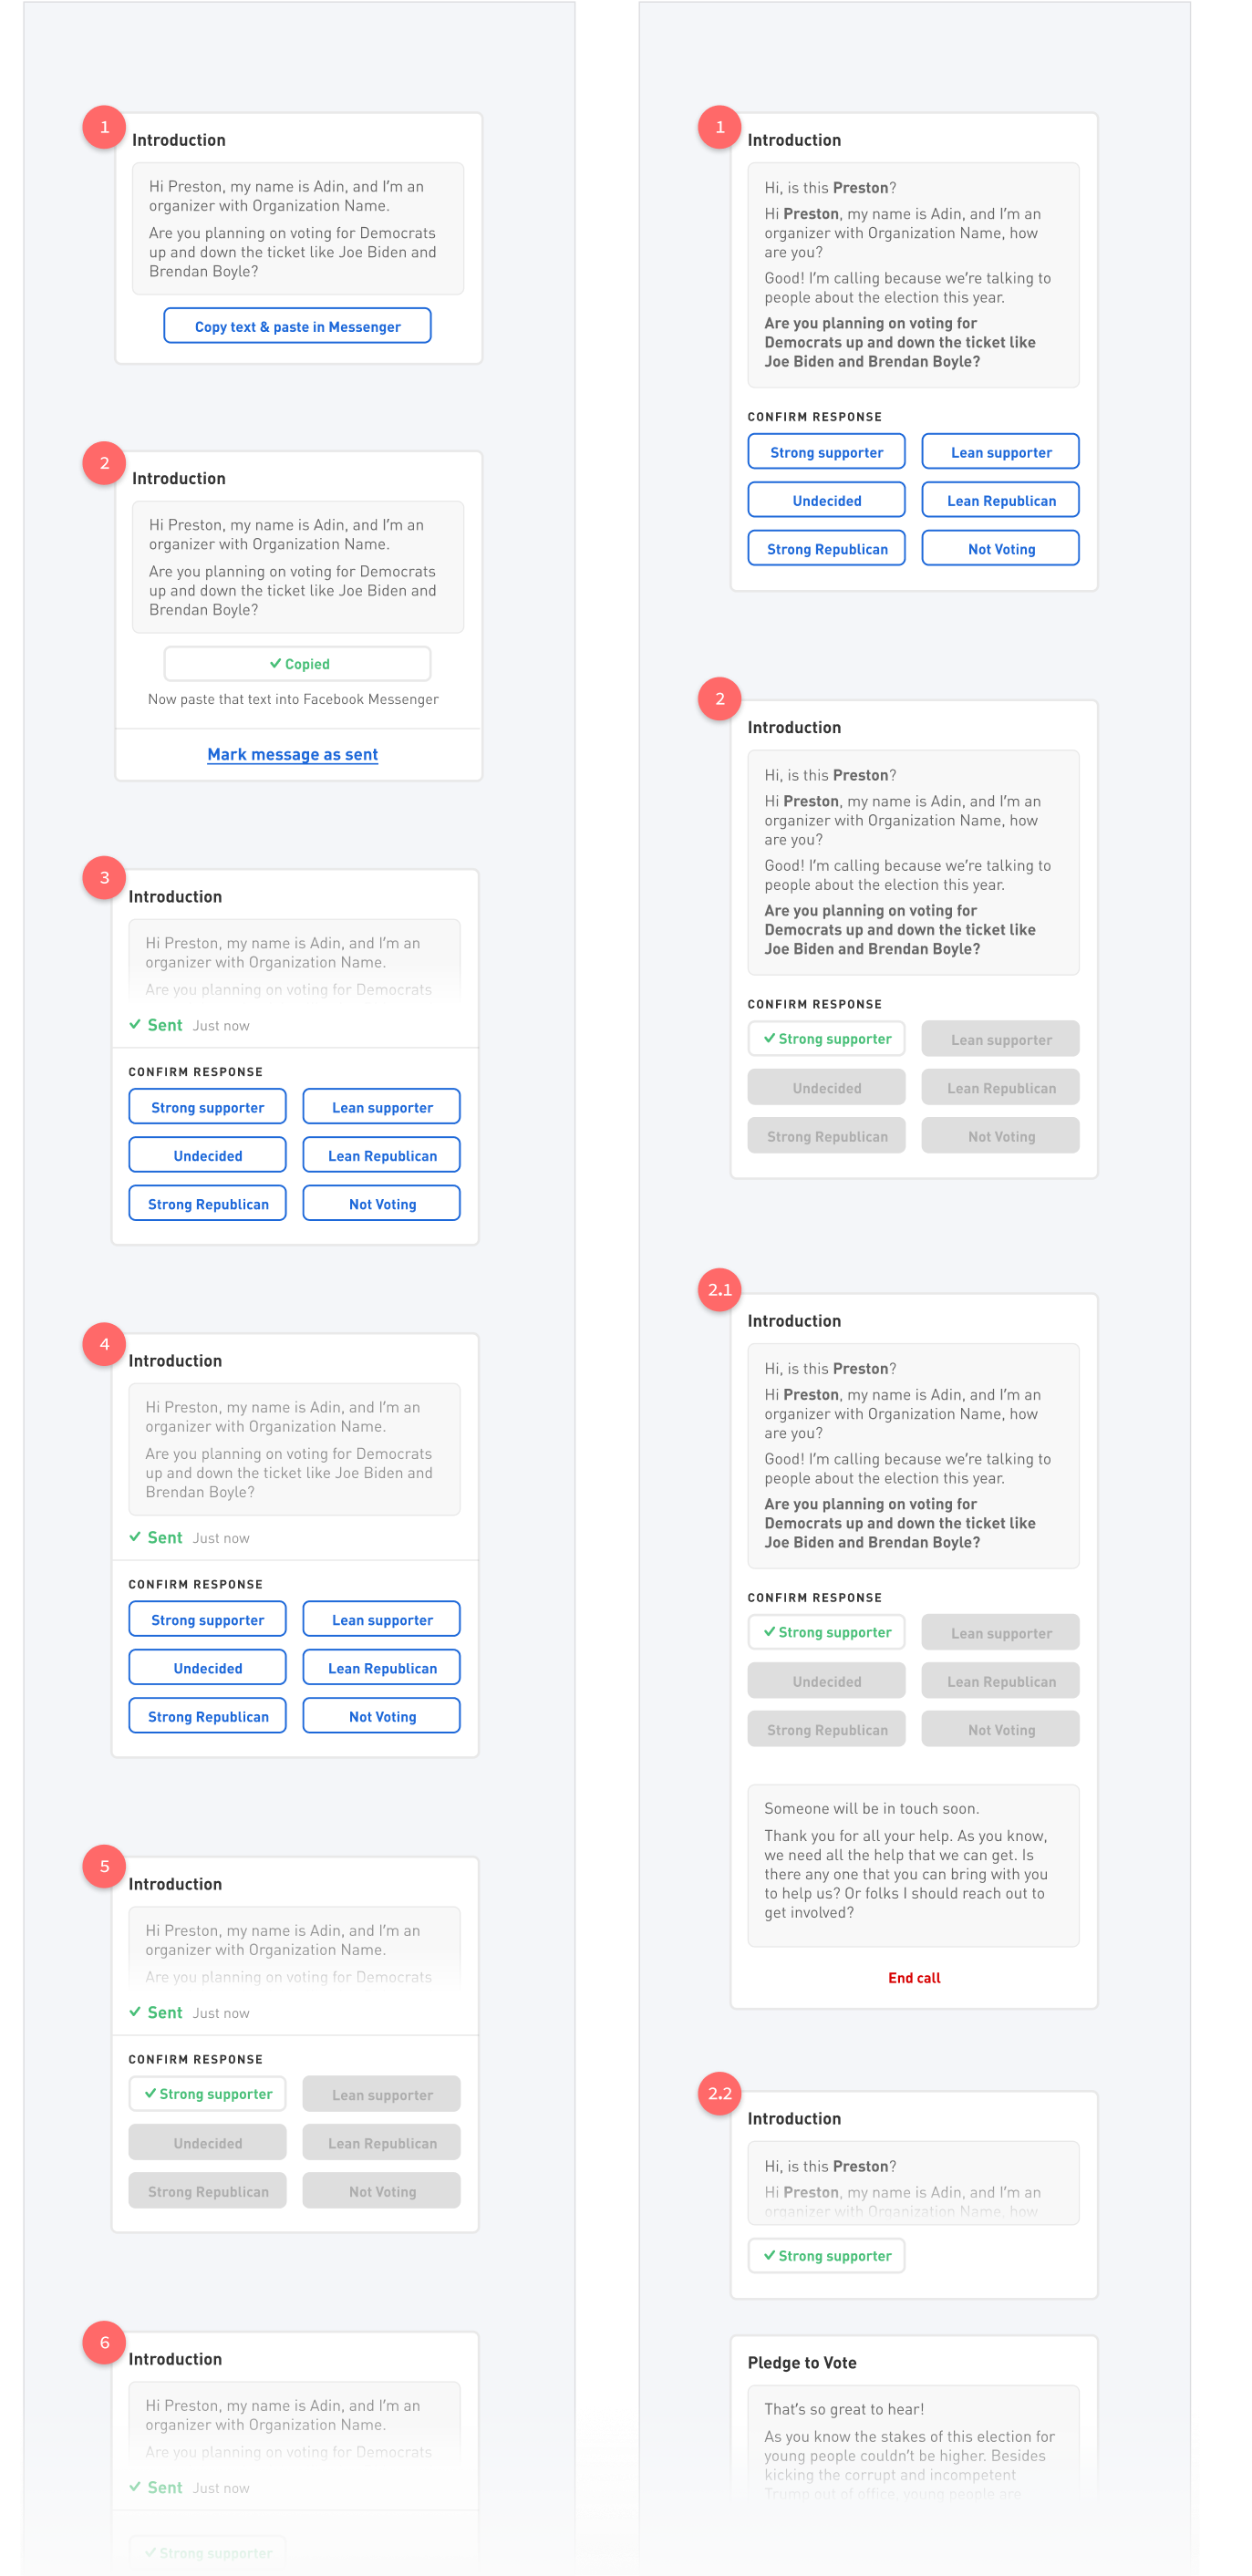 1
Introduction
Hi Preston, my name is Adin, and I'm an
organizer with Organization Name.
Are you planning on voting for Democrats
up and down the ticket like Joe Biden and
Brendan Boyle?
Copy text & paste in Messenger
2
Introduction
Hi Preston, my name is Adin, and I'm an
organizer with Organization Name.
Are you planning on voting for Democrats
up and down the ticket like Joe Biden and
Brendan Boyle?
Copied
Now paste that text into Facebook Messenger
Mark message as sent
3
Introduction
Hi Preston, my name is Adin, and I'm an
organizer with Organization Name.
Are you planning on voting for Democrats
Sent Just now
CONFIRM RESPONSE
Strong supporter Lean supporter
Undecided Lean Republican
Strong Republican Not Voting
4
Introduction
Hi Preston, my name is Adin, and I'm an
organizer with Organization Name.
Are you planning on voting for Democrats
up and down the ticket like Joe Biden and
Brendan Boyle?
Sent Just now
CONFIRM RESPONSE
Strong supporter Lean supporter
Undecided Lean Republican
Strong Republican Not Voting
5
Introduction
Hi Preston, my name is Adin, and I'm an
organizer with Organization Name.
Are you planning on voting for Democrats
Sent Just now
CONFIRM RESPONSE
Strong supporter Lean supporter
Undecided Lean Republican
Strong Republican Not Voting
6
Introduction
Hi Preston, my name is Adin, and I'm an
organizer with Organization Name.
Are you planning on voting for Democrats
Sent Just now
Strong supporter
1
Introduction
Hi, is this Preston?
Hi Preston, my name is Adin, and I'm an
organizer with Organization Name, how
are you?
Good! I'm calling because we're talking to
people about the election this year.
Are you planning on voting for
Democrats up and down the ticket like
Joe Biden and Brendan Boyle?
CONFIRM RESPONSE
Strong supporter Lean supporter
Undecided Lean Republican
Strong Republican Not Voting
2
Introduction
Hi, is this Preston?
Hi Preston, my name is Adin, and I'm an
organizer with Organization Name, how
are you?
Good! I'm calling because we're talking to
people about the election this year.
Are you planning on voting for
Democrats up and down the ticket like
Joe Biden and Brendan Boyle?
CONFIRM RESPONSE
Strong supporter Lean supporter
Undecided Lean Republican
Strong Republican Not Voting
2.1
Introduction
Hi, is this Preston?
Hi Preston, my name is Adin, and I'm an
organizer with Organization Name, how
are you?
Good! I'm calling because we're talking to
people about the election this year.
Are you planning on voting for
Democrats up and down the ticket like
Joe Biden and Brendan Boyle?
CONFIRM RESPONSE
Strong supporter Lean supporter
Undecided Lean Republican
Strong Republican Not Voting
Someone will be in touch soon.
Thank you for all your help. As you know,
we need all the help that we can get. Is
there any one that you can bring with you
to help us? Or folks I should reach out to
get involved?
End call
2.2
Introduction
Hi, is this Preston?
Hi Preston, my name is Adin, and I'm an
organizer with Organization Name, how
Strong supporter
Pledge to Vote
That's so great to hear!
As you know the stakes of this election for
young people couldn't be higher. Besides
kicking the corrupt and incompetent
Trump out of office, young people are